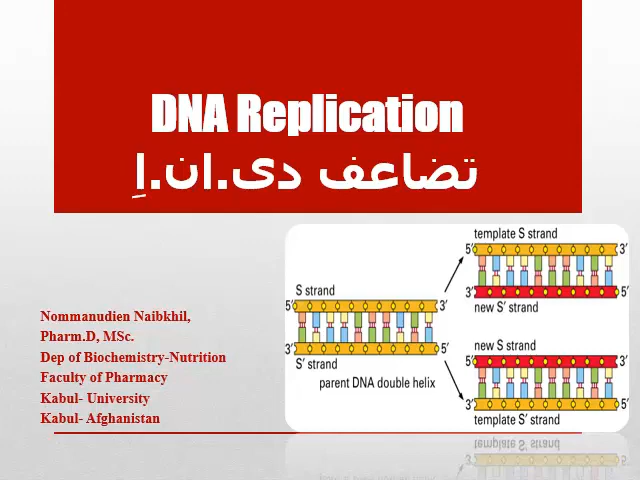 DNA Replication
تضاعف دی.ان.اِ
Nommanudien Naibkhil,
Pharm.D, MSc.
Dep of Biochemistry-Nutrition
Faculty of Pharmacy
Kabul- University
Kabul- Afghanistan
S strand
5′ 3′
3′ 5′
S′ strand
parent DNA double helix
template S strand
5′ 3′
3′ 5′
new S′ strand
new S strand
5′ 3′
3′ 5′
template S′ strand